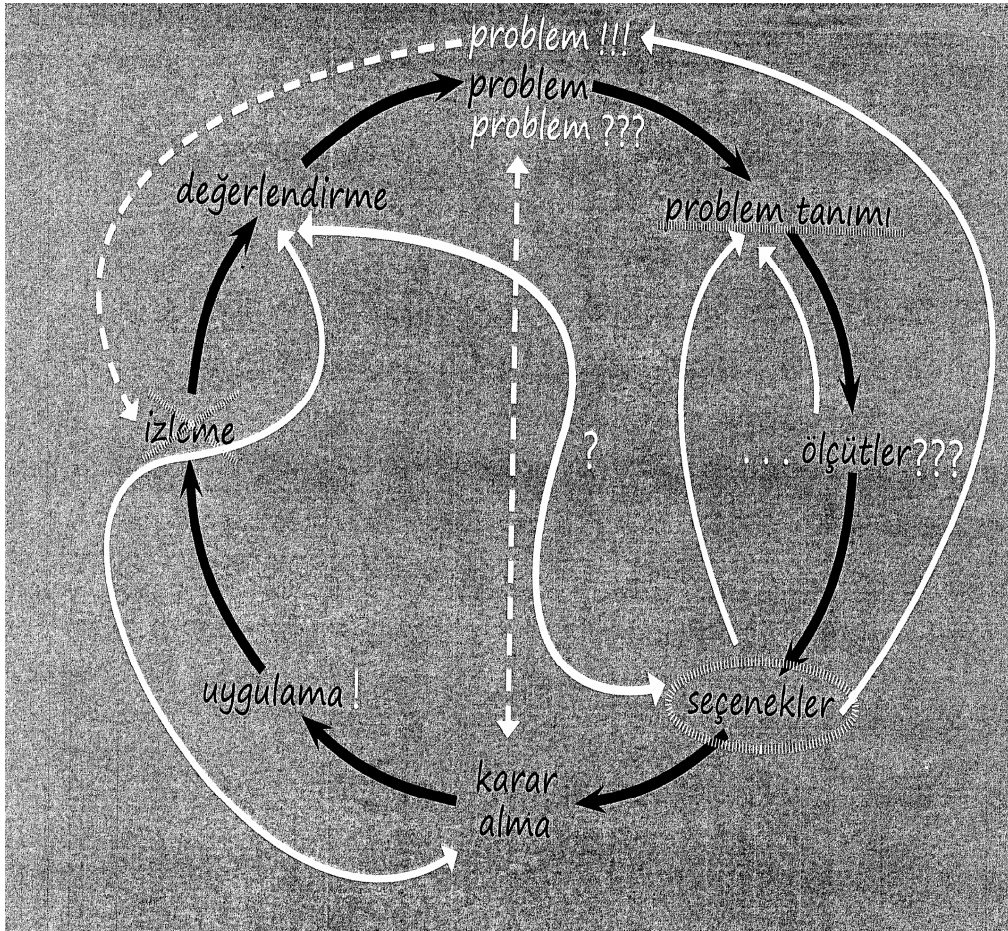 problem !!!
problem
problem ???
değerlendirme
problem tanımı
izleme
?
... ölçütler???
uygulama !
seçenekler
karar
alma